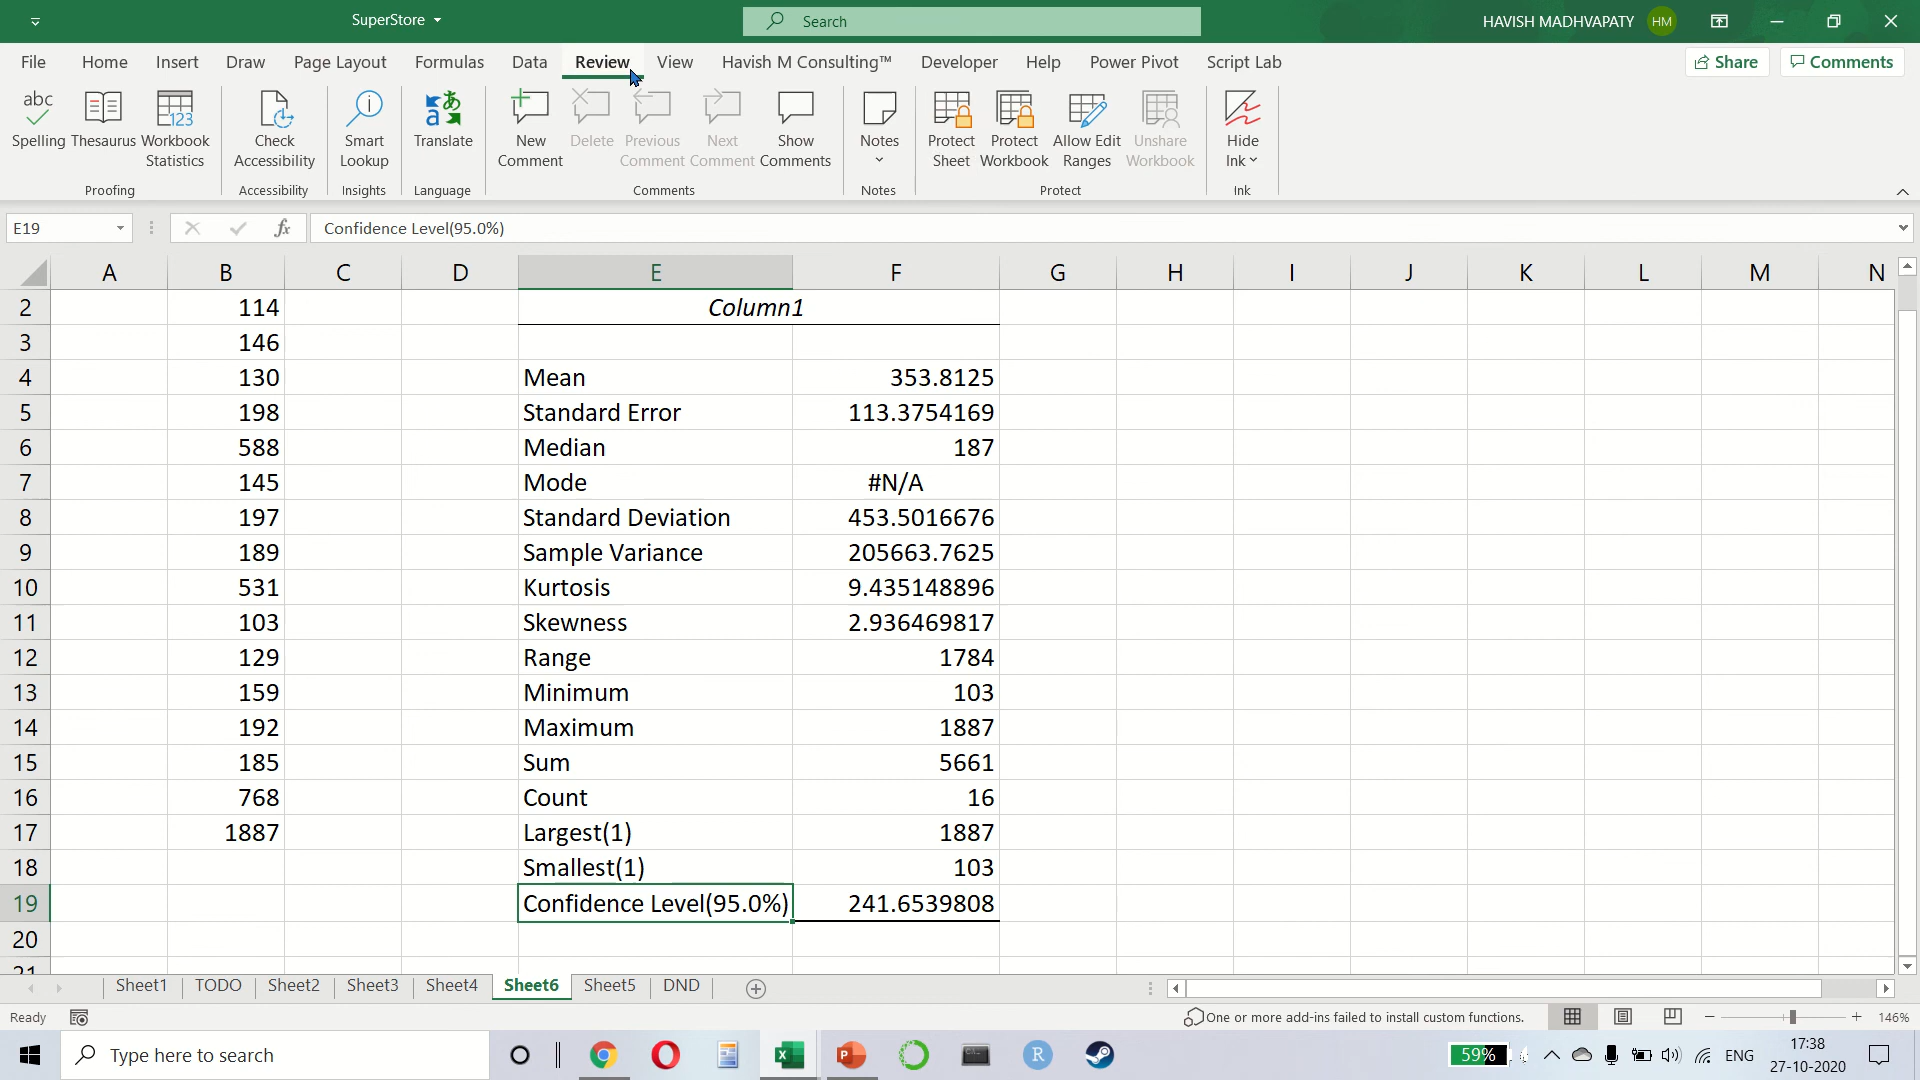 SuperStore
Search
HAVISH MADHVAPATY
HM
File
Home
Insert
Draw
Page Layout
Formulas
Data
Review
View
Havish M Consulting™
Developer
Help
Power Pivot
Script Lab
Share
Comments
abc
Spelling
Thesaurus
123
Workbook
Statistics
Check
Accessibility
Smart
Lookup
Translate
New
Comment
Delete
Previous
Comment
Next
Comment
Show
Comments
Notes
Protect
Sheet
Protect
Workbook
Allow Edit
Ranges
Unshare
Workbook
Hide
Ink
Proofing
Accessibility
Insights
Language
Comments
Notes
Protect
Ink
E19
fx
Confidence Level(95.0%)
A B C D E F G H I J K L M N
2 114 Column1
3 146
4 130 Mean 353.8125
5 198 Standard Error 113.3754169
6 588 Median 187
7 145 Mode #N/A
8 197 Standard Deviation 453.5016676
9 189 Sample Variance 205663.7625
10 531 Kurtosis 9.435148896
11 103 Skewness 2.936469817
12 129 Range 1784
13 159 Minimum 103
14 192 Maximum 1887
15 185 Sum 5661
16 768 Count 16
17 1887 Largest(1) 1887
18 Smallest(1) 103
19 Confidence Level(95.0%) 241.6539808
20
21
Sheet1
TODO
Sheet2
Sheet3
Sheet4
Sheet6
Sheet5
DND
Ready
One or more add-ins failed to install custom functions.
146%
Type here to search
59%
ENG
17:38
27-10-2020